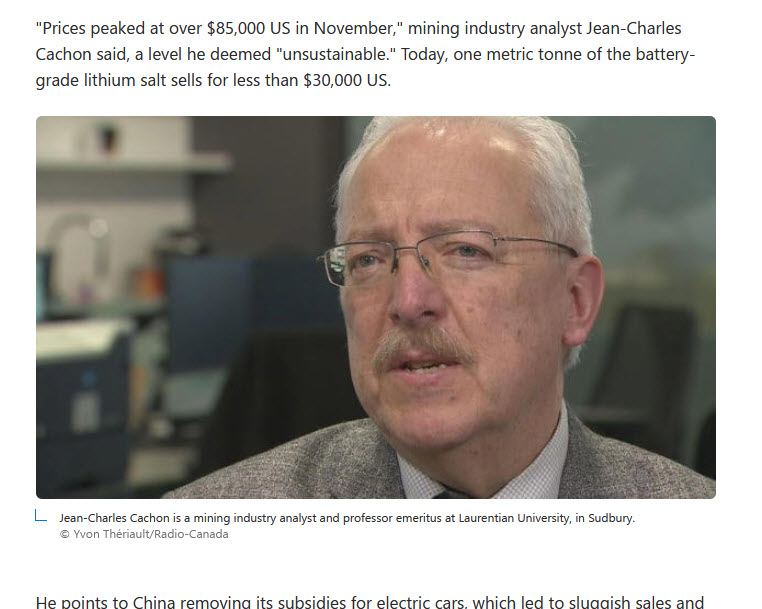 "Prices peaked at over $85,000 US in November," mining industry analyst Jean-Charles
Cachon said, a level he deemed "unsustainable." Today, one metric tonne of the battery-
grade lithium salt sells for less than $30,000 US.
Jean-Charles Cachon is a mining industry analyst and professor emeritus at Laurentian University, in Sudbury.
© Yvon Thériault/Radio-Canada
He points to China removing its subsidies for electric cars, which led to sluggish sales and